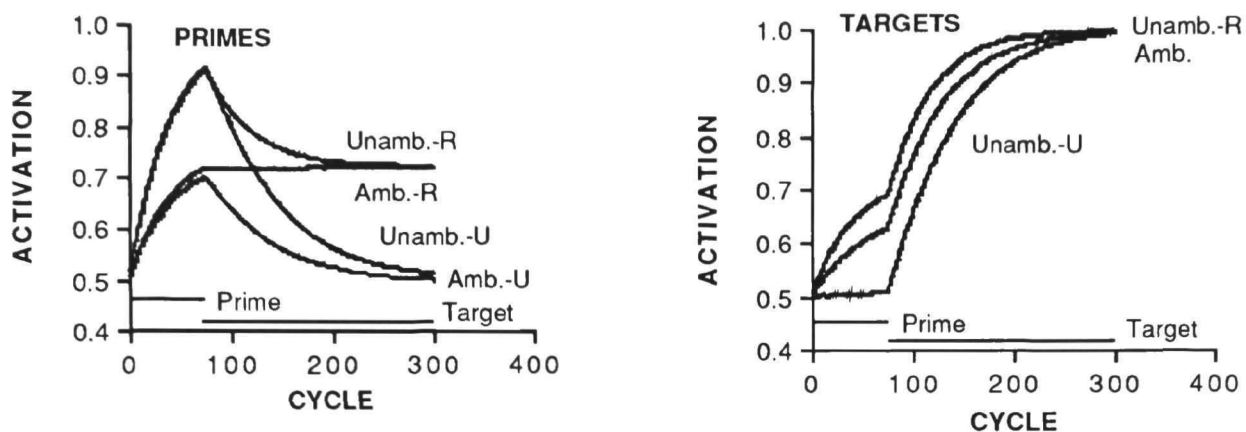 PRIMES
ACTIVATION
1.0
0.9
0.8
0.7
0.6
0.5
0.4
Unamb.-R
Amb.-R
Unamb.-U
Amb.-U
Prime
Target
0 100 200 300 400
CYCLE
TARGETS
ACTIVATION
1.0
0.9
0.8
0.7
0.6
0.5
0.4
Unamb.-R
Amb.
Unamb.-U
Prime
Target
0 100 200 300 400
CYCLE